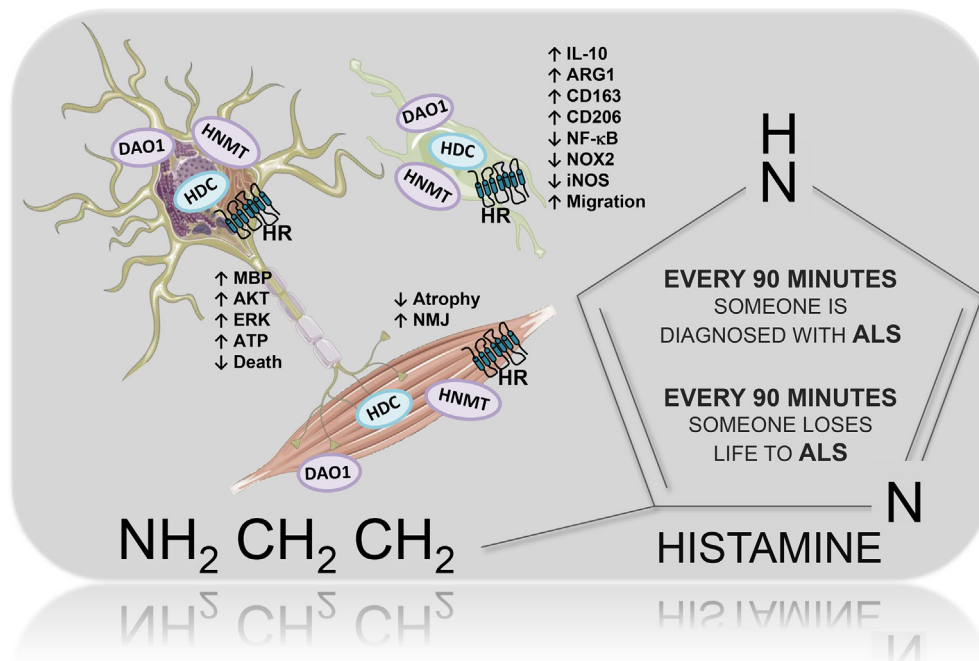 DAO1
HNMT
HDC
HR
↑ MBP
↑ AKT
↑ ERK
↑ ATP
↓ Death
DAO1
HDC
HNMT
HR
↑ IL-10
↑ ARG1
↑ CD163
↑ CD206
↓ NF-κB
↓ NOX2
↓ iNOS
↑ Migration
↓ Atrophy
↑ NMJ
HR
HDC
HNMT
DAO1
H
N
EVERY 90 MINUTES
SOMEONE IS
DIAGNOSED WITH ALS
EVERY 90 MINUTES
SOMEONE LOSES
LIFE TO ALS
N
NH₂ CH₂ CH₂
HISTAMINE